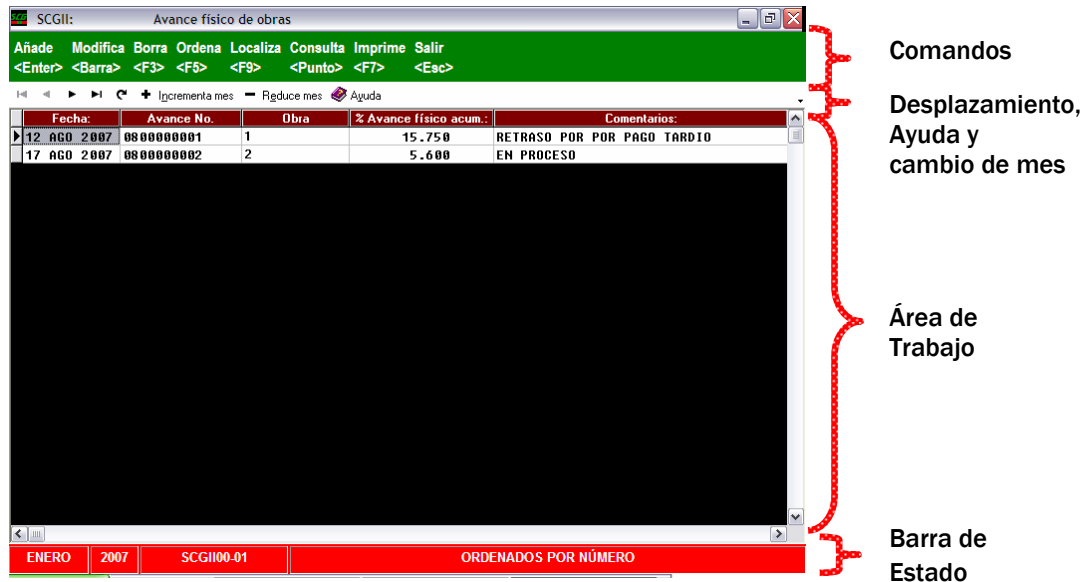 SCG SCGII: Avance físico de obras
Añade Modifica Borra Ordena Localiza Consulta Imprime Salir
<Enter> <Barra> <F3> <F5> <F9> <Punto> <F7> <Esc>
Incrementa mes Reduce mes Ayuda
Fecha: Avance No. Obra % Avance físico acum.: Comentarios:
12 AGO 2007 0800000001 1 15.750 RETRASO POR POR PAGO TARDIO
17 AGO 2007 0800000002 2 5.600 EN PROCESO
ENERO 2007 SCGII00-01 ORDENADOS POR NÚMERO
Comandos
Desplazamiento,
Ayuda y
cambio de mes
Área de
Trabajo
Barra de
Estado